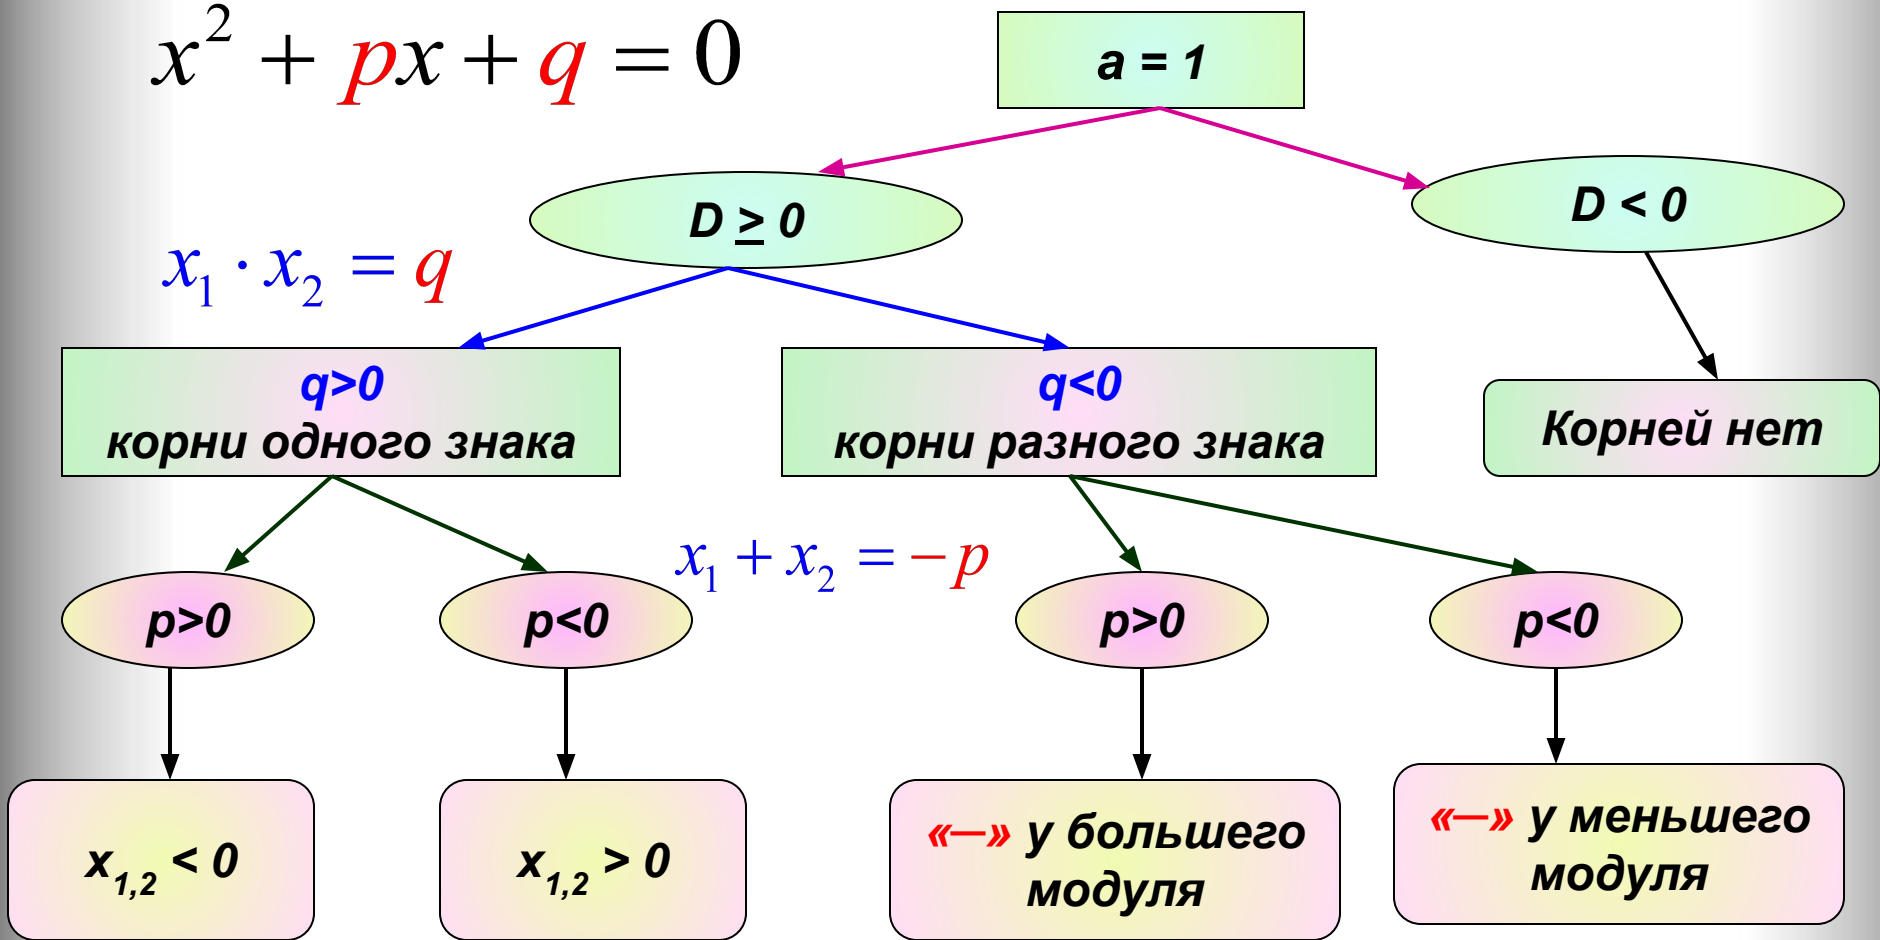 x² + px + q = 0
a = 1
D ≥ 0
D < 0
x₁ · x₂ = q
q>0
корни одного знака
q<0
корни разного знака
Корней нет
x₁ + x₂ = −p
p>0
p<0
p>0
p<0
x₁,₂ < 0
x₁,₂ > 0
«—» у большего
модуля
«—» у меньшего
модуля